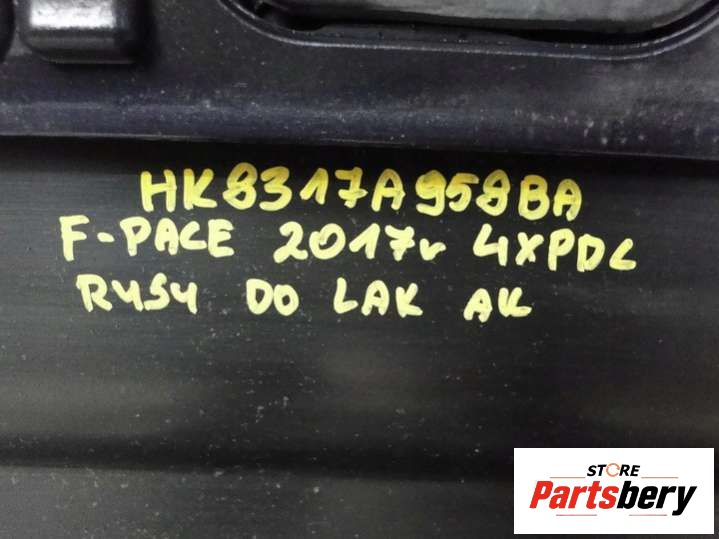 HK8317A958BA
F-PACE 2017r 4XPDC
RYSY DO LAK AK
STORE
Partsbery